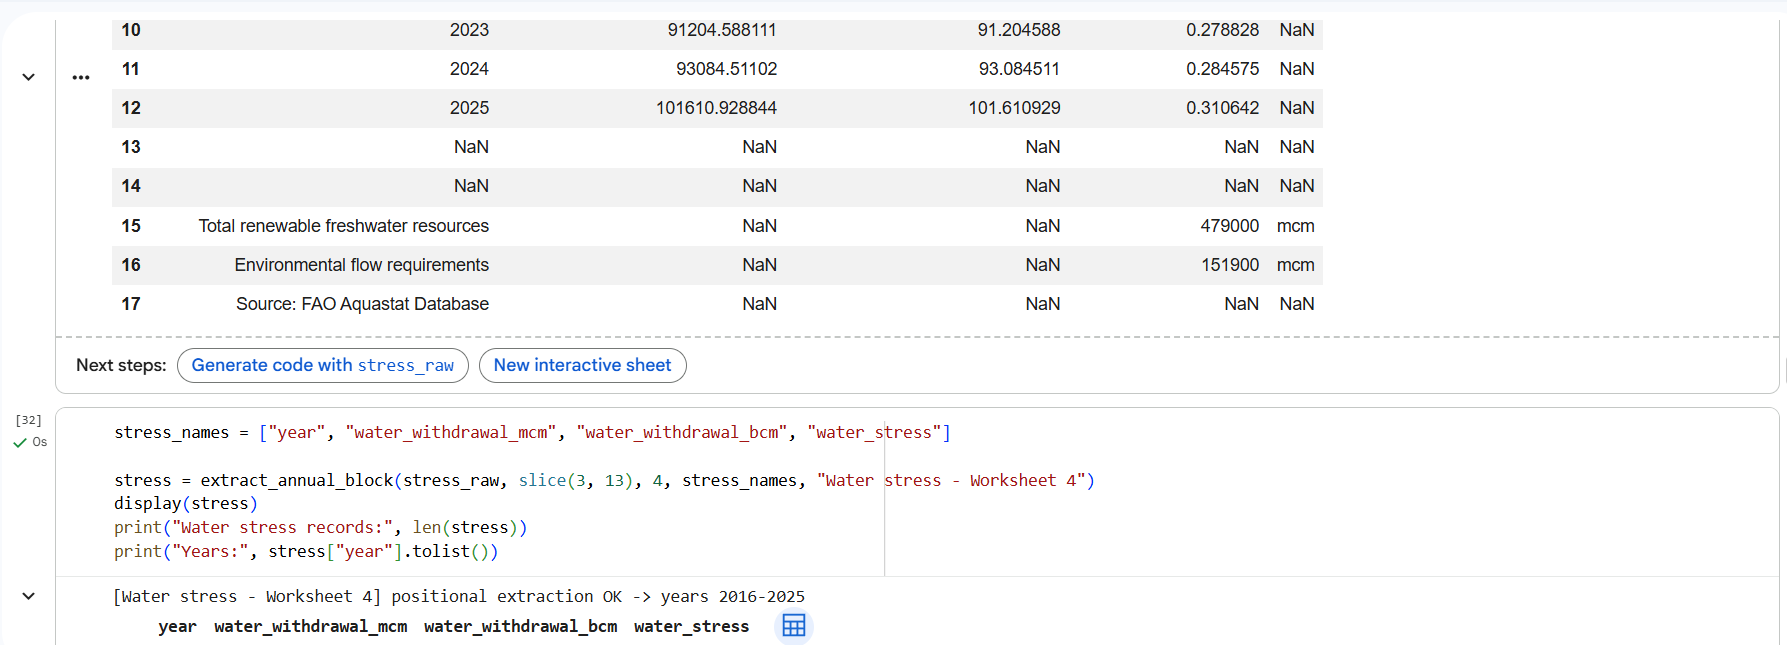 10 2023 91204.588111 91.204588 0.278828 NaN
11 2024 93084.51102 93.084511 0.284575 NaN
12 2025 101610.928844 101.610929 0.310642 NaN
13 NaN NaN NaN NaN NaN
14 NaN NaN NaN NaN NaN
15 Total renewable freshwater resources NaN NaN 479000 mcm
16 Environmental flow requirements NaN NaN 151900 mcm
17 Source: FAO Aquastat Database NaN NaN NaN NaN
Next steps: Generate code with stress_raw New interactive sheet
[32]
0s
stress_names = ["year", "water_withdrawal_mcm", "water_withdrawal_bcm", "water_stress"]
stress = extract_annual_block(stress_raw, slice(3, 13), 4, stress_names, "Water stress - Worksheet 4")
display(stress)
print("Water stress records:", len(stress))
print("Years:", stress["year"].tolist())
[Water stress - Worksheet 4] positional extraction OK -> years 2016-2025
year water_withdrawal_mcm water_withdrawal_bcm water_stress